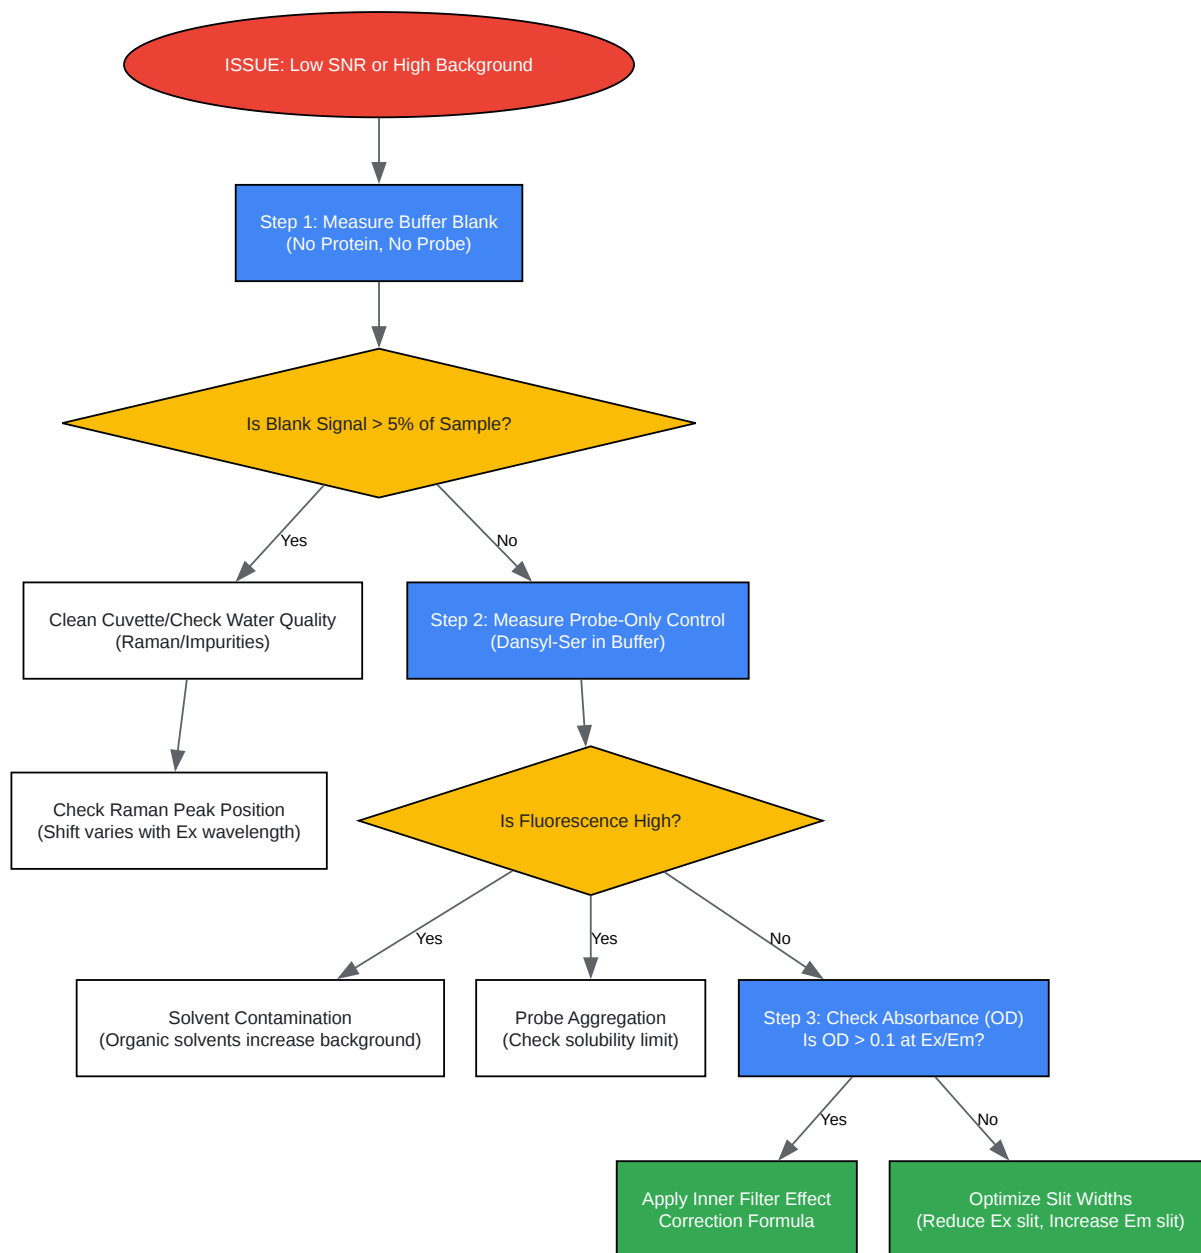 ISSUE: Low SNR or High Background
Step 1: Measure Buffer Blank
(No Protein, No Probe)
Is Blank Signal > 5% of Sample?
Yes
No
Clean Cuvette/Check Water Quality
(Raman/Impurities)
Step 2: Measure Probe-Only Control
(Dansyl-Ser in Buffer)
Check Raman Peak Position
(Shift varies with Ex wavelength)
Is Fluorescence High?
Yes
Yes
No
Solvent Contamination
(Organic solvents increase background)
Probe Aggregation
(Check solubility limit)
Step 3: Check Absorbance (OD)
Is OD > 0.1 at Ex/Em?
Yes
No
Apply Inner Filter Effect
Correction Formula
Optimize Slit Widths
(Reduce Ex slit, Increase Em slit)